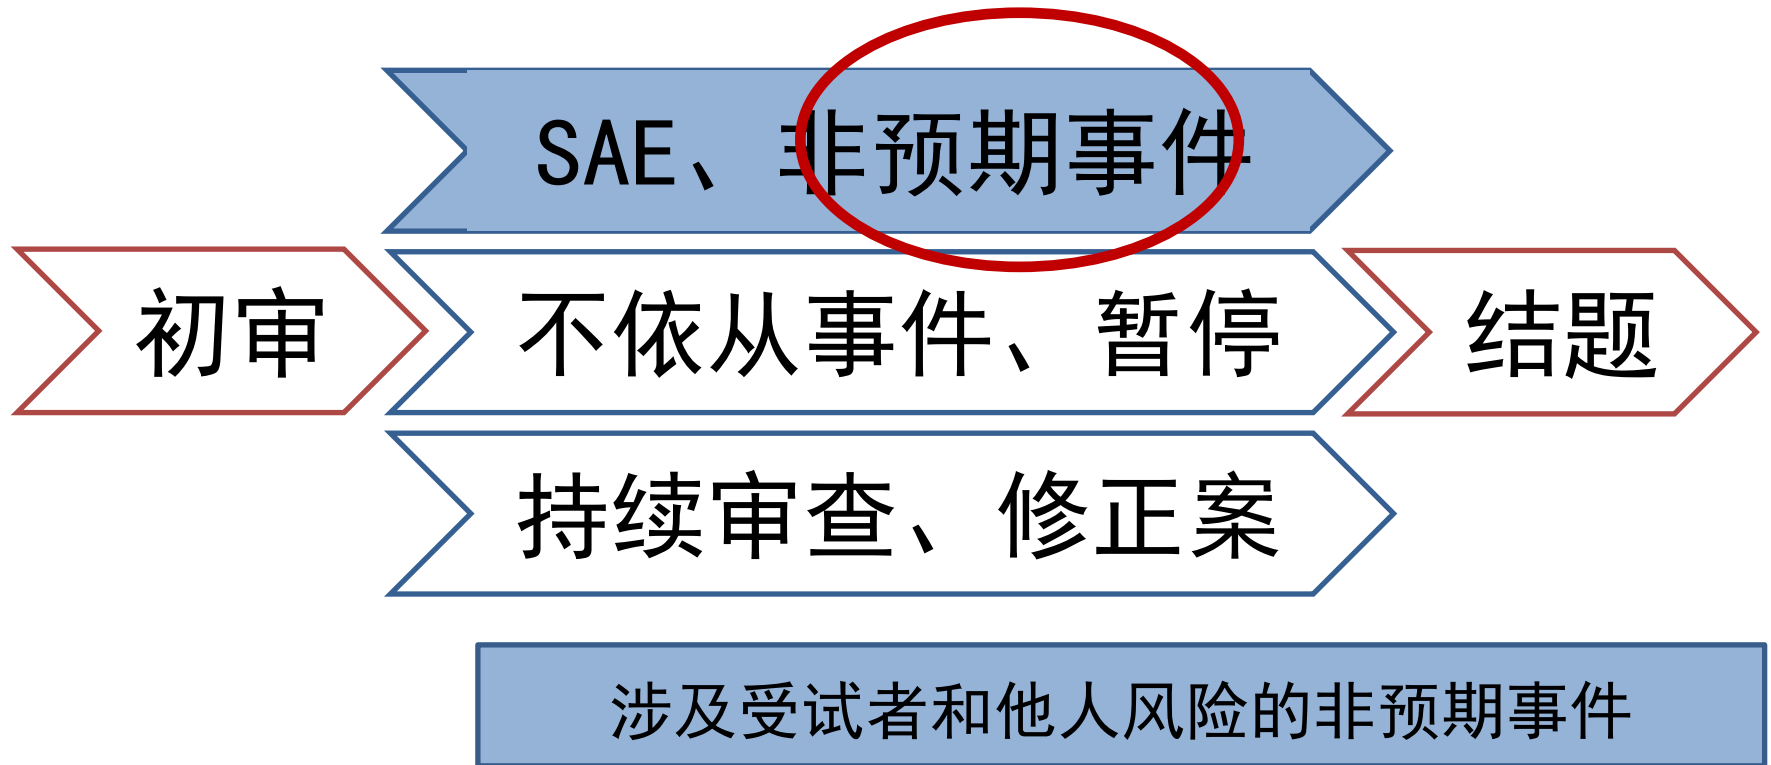 SAE、非预期事件
初审
不依从事件、暂停
结题
持续审查、修正案
涉及受试者和他人风险的非预期事件